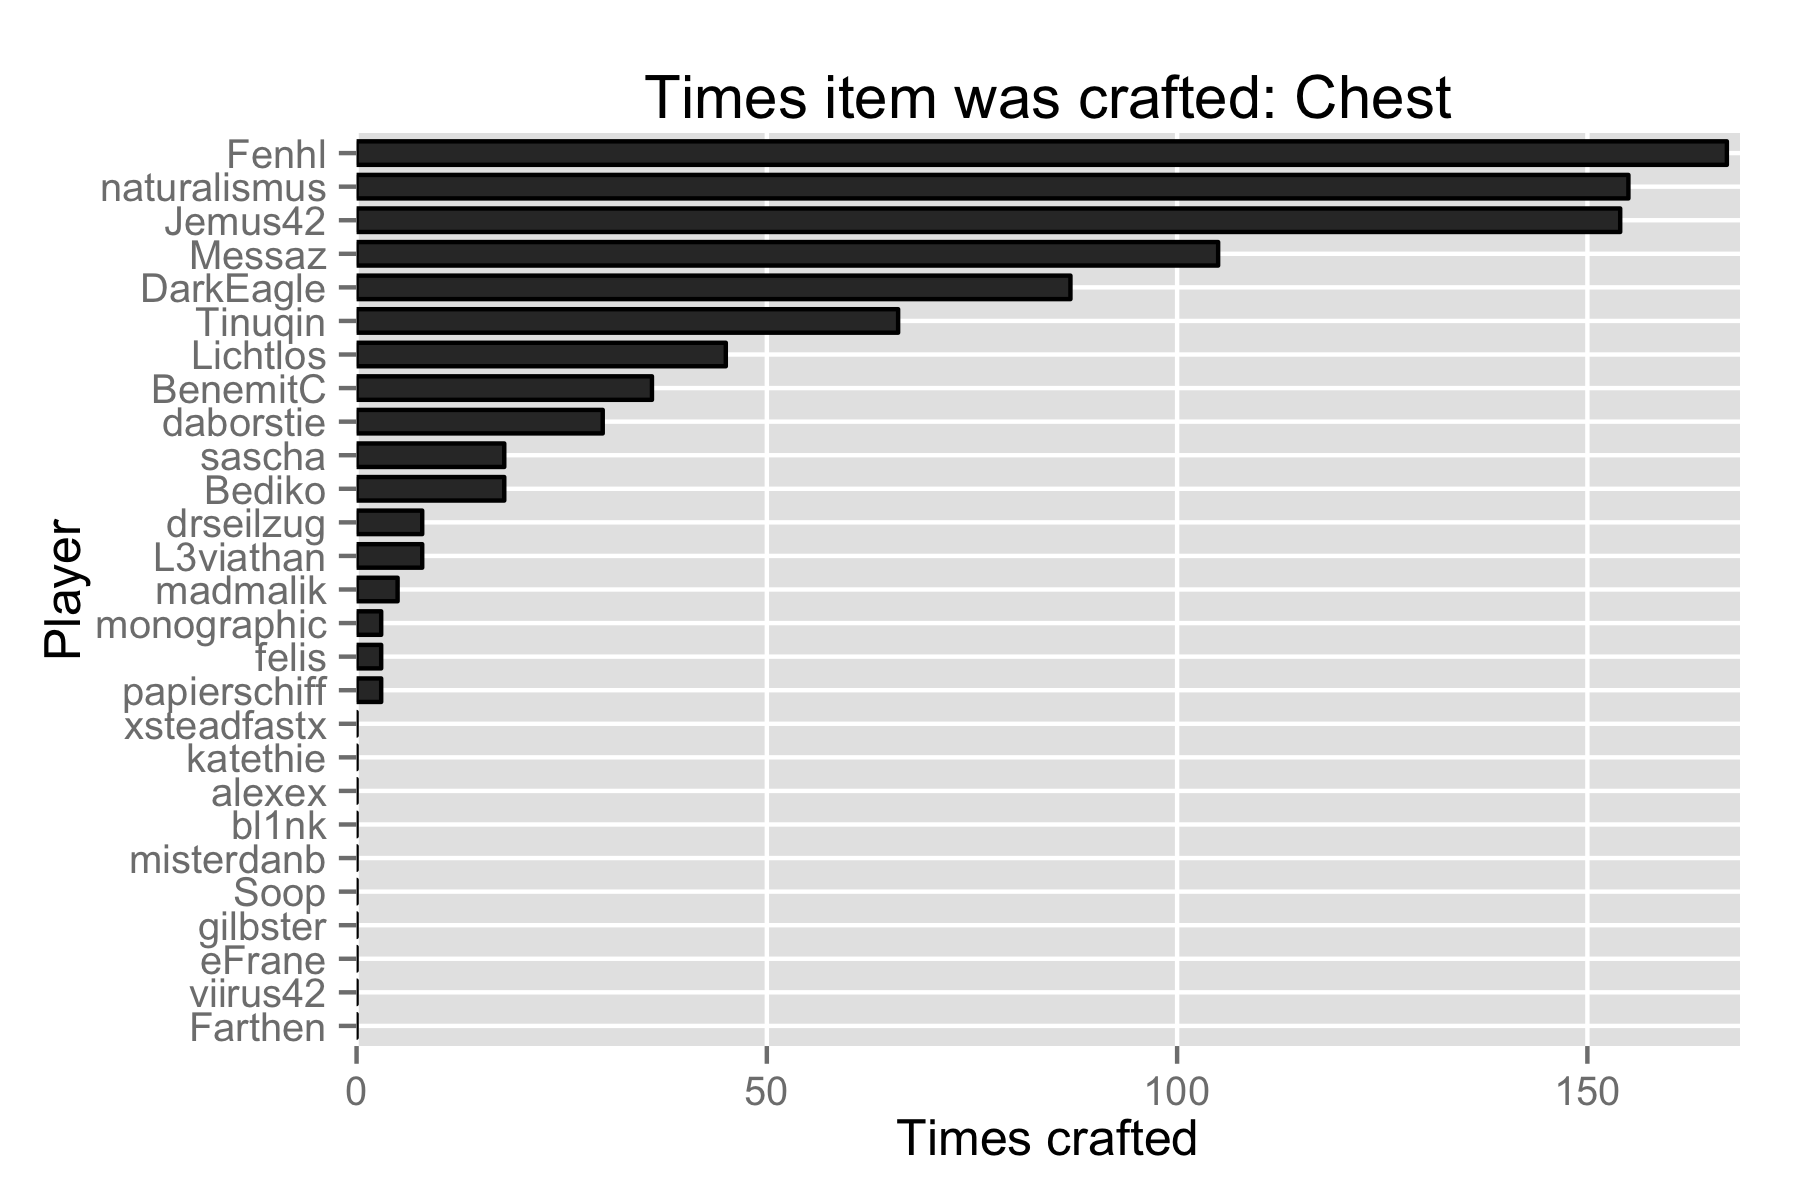 Times item was crafted: Chest
Fenhl
naturalismus
Jemus42
Messaz
DarkEagle
Tinuqin
Lichtlos
BenemitC
daborstie
sascha
Bediko
drseilzug
L3viathan
madmalik
monographic
felis
papierschiff
xsteadfastx
katethie
alexex
bl1nk
misterdanb
Soop
gilbster
eFrane
viirus42
Farthen
Player
0 50 100 150
Times crafted